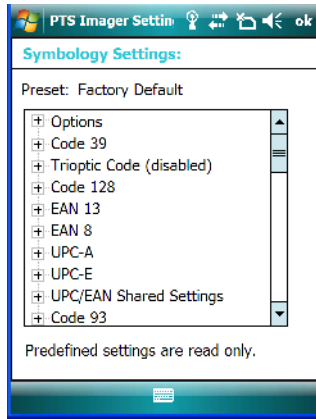 PTS Imager Settin
ok
Symbology Settings:
Preset: Factory Default
Options
Code 39
Trioptic Code (disabled)
Code 128
EAN 13
EAN 8
UPC-A
UPC-E
UPC/EAN Shared Settings
Code 93
Predefined settings are read only.